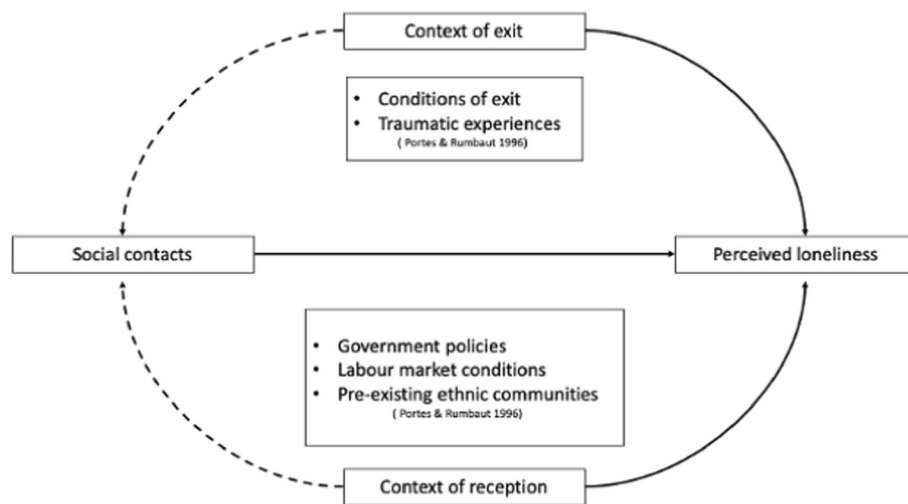 Context of exit
• Conditions of exit
• Traumatic experiences
( Portes & Rumbaut 1996)
Social contacts
Perceived loneliness
• Government policies
• Labour market conditions
• Pre-existing ethnic communities
( Portes & Rumbaut 1996)
Context of reception